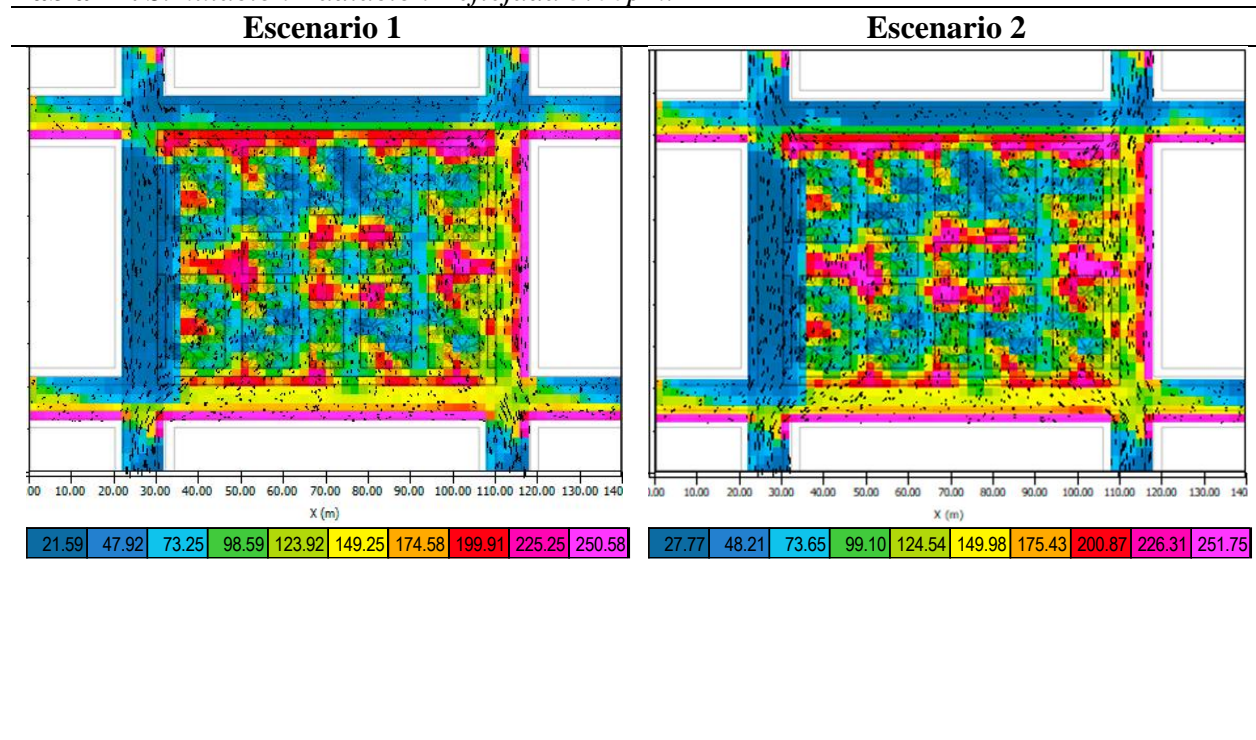 Escenario 1
Escenario 2
00 10.00 20.00 30.00 40.00 50.00 60.00 70.00 80.00 90.00 100.00 110.00 120.00 130.00 140
X (m)
21.59 47.92 73.25 98.59 123.92 149.25 174.58 199.91 225.25 250.58
10.00 20.00 30.00 40.00 50.00 60.00 70.00 80.00 90.00 100.00 110.00 120.00 130.00 140
X (m)
27.77 48.21 73.65 99.10 124.54 149.98 175.43 200.87 226.31 251.75